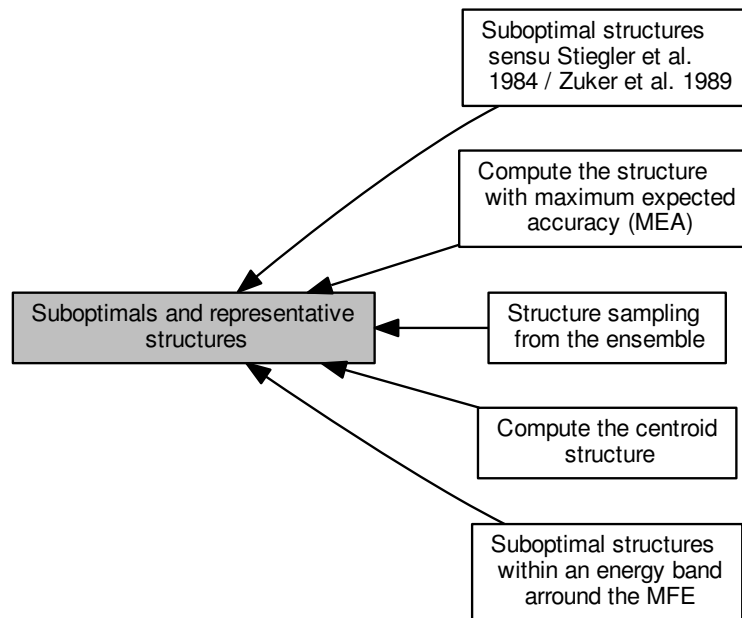 Suboptimal structures
sensu Stiegler et al.
1984 / Zuker et al. 1989
Compute the structure
with maximum expected
accuracy (MEA)
Suboptimals and representative
structures
Structure sampling
from the ensemble
Compute the centroid
structure
Suboptimal structures
within an energy band
arround the MFE